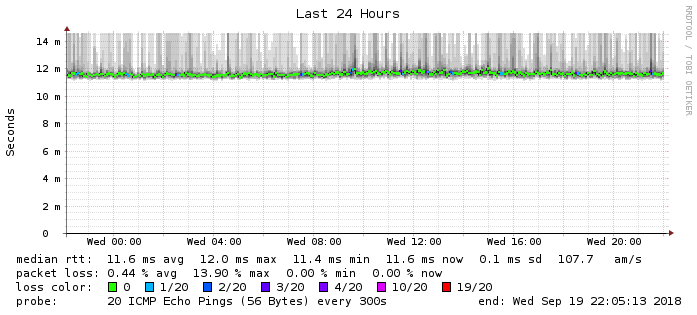 Last 24 Hours
RRDTOOL / TOBI OETIKER
Seconds
14 m
12 m
10 m
8 m
6 m
4 m
2 m
0
Wed 00:00 Wed 04:00 Wed 08:00 Wed 12:00 Wed 16:00 Wed 20:00
median rtt: 11.6 ms avg 12.0 ms max 11.4 ms min 11.6 ms now 0.1 ms sd 107.7 am/s
packet loss: 0.44 % avg 13.90 % max 0.00 % min 0.00 % now
loss color: 0 1/20 2/20 3/20 4/20 10/20 19/20
probe: 20 ICMP Echo Pings (56 Bytes) every 300s end: Wed Sep 19 22:05:13 2018